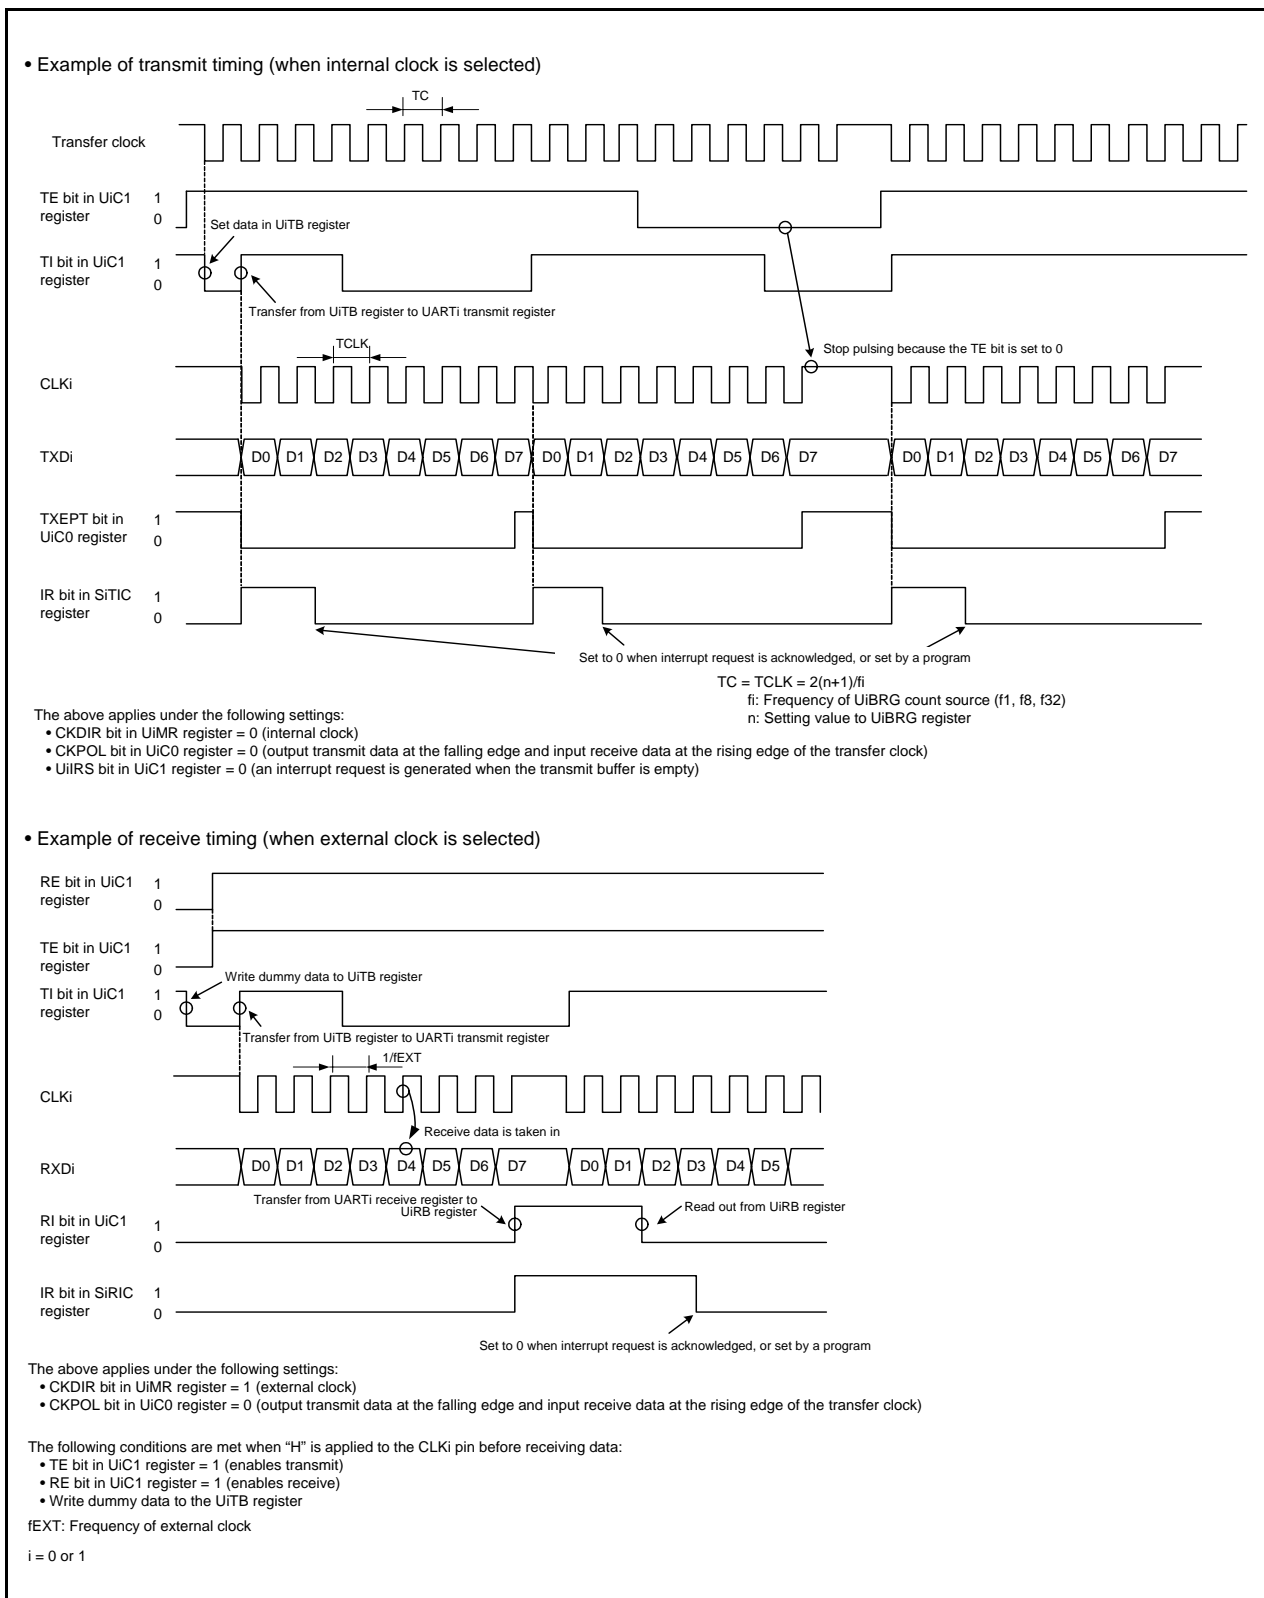 • Example of transmit timing (when internal clock is selected)
TC
Transfer clock
TE bit in UiC1
register
1
0
Set data in UiTB register
TI bit in UiC1
register
1
0
Transfer from UiTB register to UARTi transmit register
TCLK
Stop pulsing because the TE bit is set to 0
CLKi
TXDi
D0 D1 D2 D3 D4 D5 D6 D7 D0 D1 D2 D3 D4 D5 D6 D7 D0 D1 D2 D3 D4 D5 D6 D7
TXEPT bit in
UiC0 register
1
0
IR bit in SiTIC
register
1
0
Set to 0 when interrupt request is acknowledged, or set by a program
TC = TCLK = 2(n+1)/fi
fi: Frequency of UiBRG count source (f1, f8, f32)
n: Setting value to UiBRG register
The above applies under the following settings:
• CKDIR bit in UiMR register = 0 (internal clock)
• CKPOL bit in UiC0 register = 0 (output transmit data at the falling edge and input receive data at the rising edge of the transfer clock)
• UiIRS bit in UiC1 register = 0 (an interrupt request is generated when the transmit buffer is empty)
• Example of receive timing (when external clock is selected)
RE bit in UiC1
register
1
0
TE bit in UiC1
register
1
0
Write dummy data to UiTB register
TI bit in UiC1
register
1
0
Transfer from UiTB register to UARTi transmit register
1/fEXT
CLKi
Receive data is taken in
RXDi
D0 D1 D2 D3 D4 D5 D6 D7 D0 D1 D2 D3 D4 D5
Transfer from UARTi receive register to
UiRB register
Read out from UiRB register
RI bit in UiC1
register
1
0
IR bit in SiRIC
register
1
0
Set to 0 when interrupt request is acknowledged, or set by a program
The above applies under the following settings:
• CKDIR bit in UiMR register = 1 (external clock)
• CKPOL bit in UiC0 register = 0 (output transmit data at the falling edge and input receive data at the rising edge of the transfer clock)
The following conditions are met when “H” is applied to the CLKi pin before receiving data:
• TE bit in UiC1 register = 1 (enables transmit)
• RE bit in UiC1 register = 1 (enables receive)
• Write dummy data to the UiTB register
fEXT: Frequency of external clock
i = 0 or 1